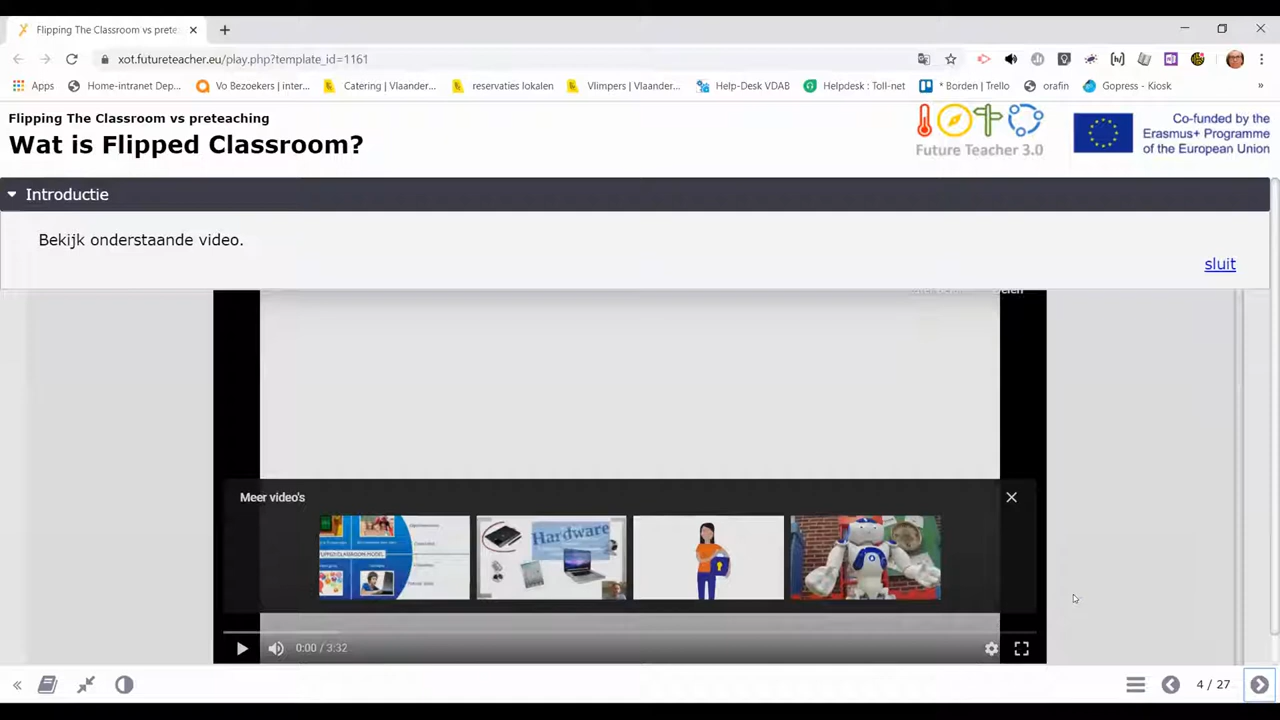 Flipping The Classroom vs prete
xot.futureteacher.eu/play.php?template_id=1161
Apps
Home-intranet Dep...
Vo Bezoekers | inter...
Catering | Vlaander...
reservaties lokalen
Vlimpers | Vlaander...
Help-Desk VDAB
Helpdesk : Toll-net
* Borden | Trello
orafin
Gopress - Kiosk
»
Flipping The Classroom vs preteaching
Wat is Flipped Classroom?
Future Teacher 3.0
Co-funded by the
Erasmus+ Programme
of the European Union
Introductie
Bekijk onderstaande video.
sluit
Meer video's
Hardware
0:00 / 3:32
4 / 27